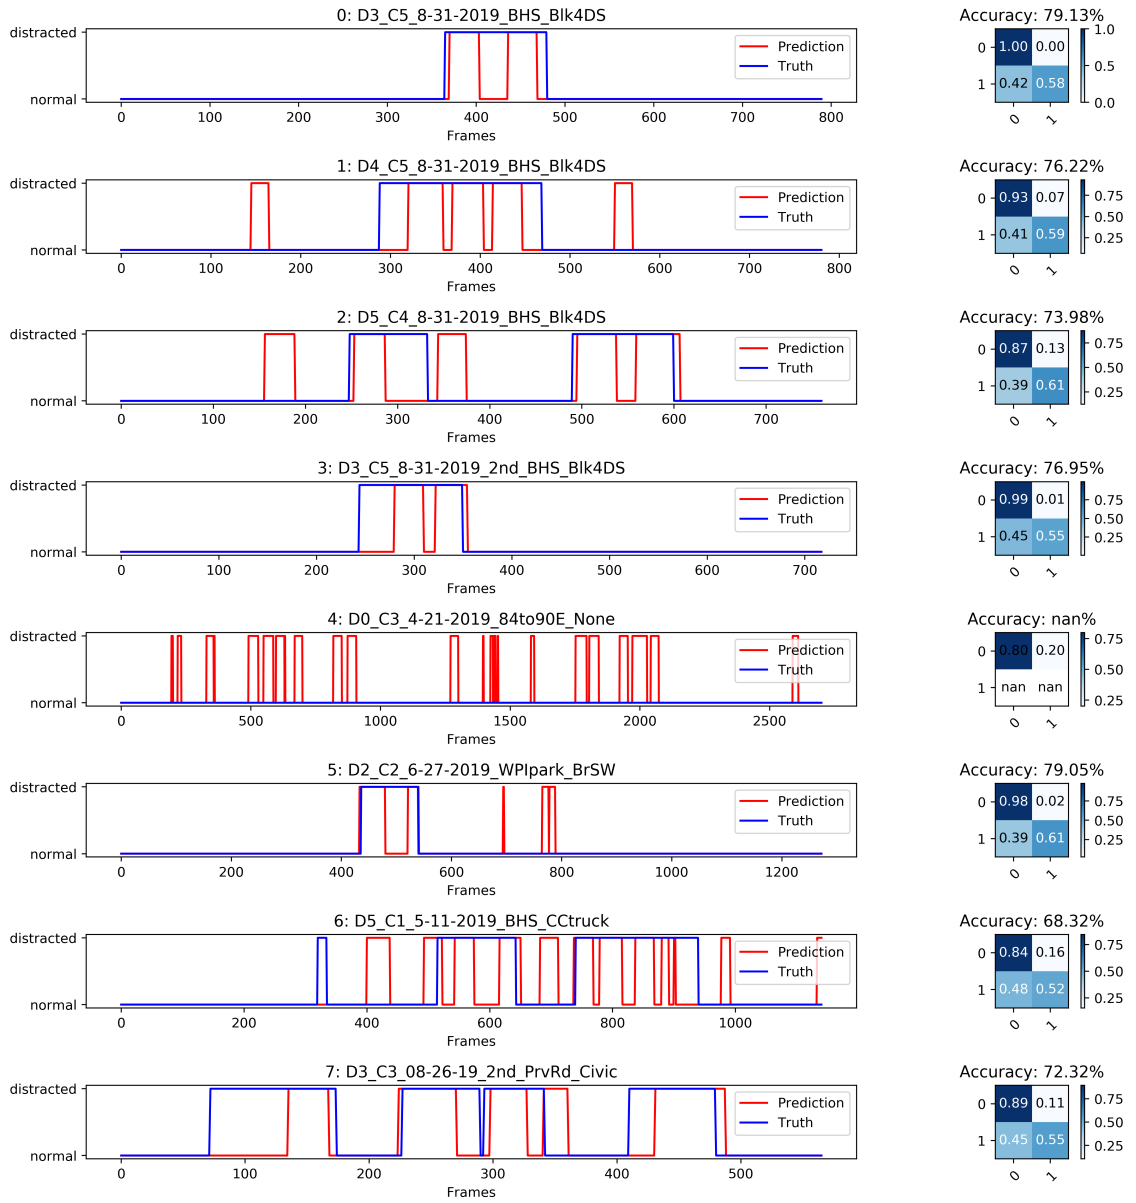 0: D3_C5_8-31-2019_BHS_Blk4DS
Accuracy: 79.13%
distracted
normal
Prediction
Truth
0 100 200 300 400 500 600 700 800
Frames
0 1.00 0.00
1 0.42 0.58
0 1
1.0
0.5
0.0
1: D4_C5_8-31-2019_BHS_Blk4DS
Accuracy: 76.22%
distracted
normal
Prediction
Truth
0 100 200 300 400 500 600 700 800
Frames
0 0.93 0.07
1 0.41 0.59
0 1
0.75
0.50
0.25
2: D5_C4_8-31-2019_BHS_Blk4DS
Accuracy: 73.98%
distracted
normal
Prediction
Truth
0 100 200 300 400 500 600 700
Frames
0 0.87 0.13
1 0.39 0.61
0 1
0.75
0.50
0.25
3: D3_C5_8-31-2019_2nd_BHS_Blk4DS
Accuracy: 76.95%
distracted
normal
Prediction
Truth
0 100 200 300 400 500 600 700
Frames
0 0.99 0.01
1 0.45 0.55
0 1
0.75
0.50
0.25
4: D0_C3_4-21-2019_84to90E_None
Accuracy: nan%
distracted
normal
Prediction
Truth
0 500 1000 1500 2000 2500
Frames
0 0.80 0.20
1 nan nan
0 1
0.75
0.50
0.25
5: D2_C2_6-27-2019_WPIpark_BrSW
Accuracy: 79.05%
distracted
normal
Prediction
Truth
0 200 400 600 800 1000 1200
Frames
0 0.98 0.02
1 0.39 0.61
0 1
0.75
0.50
0.25
6: D5_C1_5-11-2019_BHS_CCtruck
Accuracy: 68.32%
distracted
normal
Prediction
Truth
0 200 400 600 800 1000
Frames
0 0.84 0.16
1 0.48 0.52
0 1
0.75
0.50
0.25
7: D3_C3_08-26-19_2nd_PrvRd_Civic
Accuracy: 72.32%
distracted
normal
Prediction
Truth
0 100 200 300 400 500
Frames
0 0.89 0.11
1 0.45 0.55
0 1
0.75
0.50
0.25